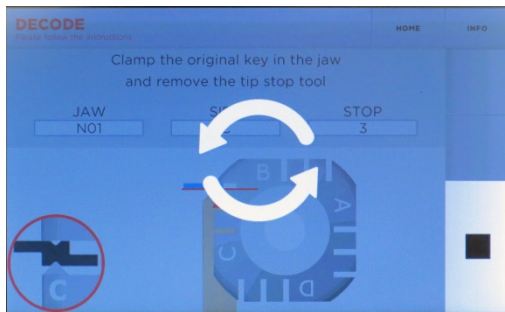 DECODE
Please follow the instructions
HOME
INFO
Clamp the original key in the jaw
and remove the tip stop tool
JAW
STOP
N01
3
B
A
C
D
C